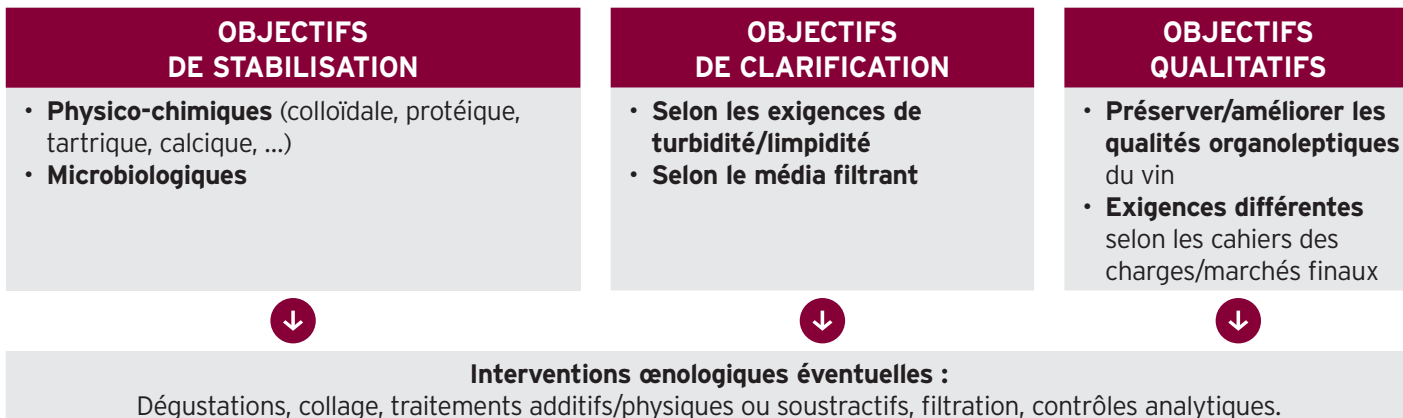 OBJECTIFS
DE STABILISATION
• Physico-chimiques (colloïdale, protéique,
tartrique, calcique, ...)
• Microbiologiques
OBJECTIFS
DE CLARIFICATION
• Selon les exigences de
turbidité/limpidité
• Selon le média filtrant
OBJECTIFS
QUALITATIFS
• Préserver/améliorer les
qualités organoleptiques
du vin
• Exigences différentes
selon les cahiers des
charges/marchés finaux
Interventions œnologiques éventuelles :
Dégustations, collage, traitements additifs/physiques ou soustractifs, filtration, contrôles analytiques.